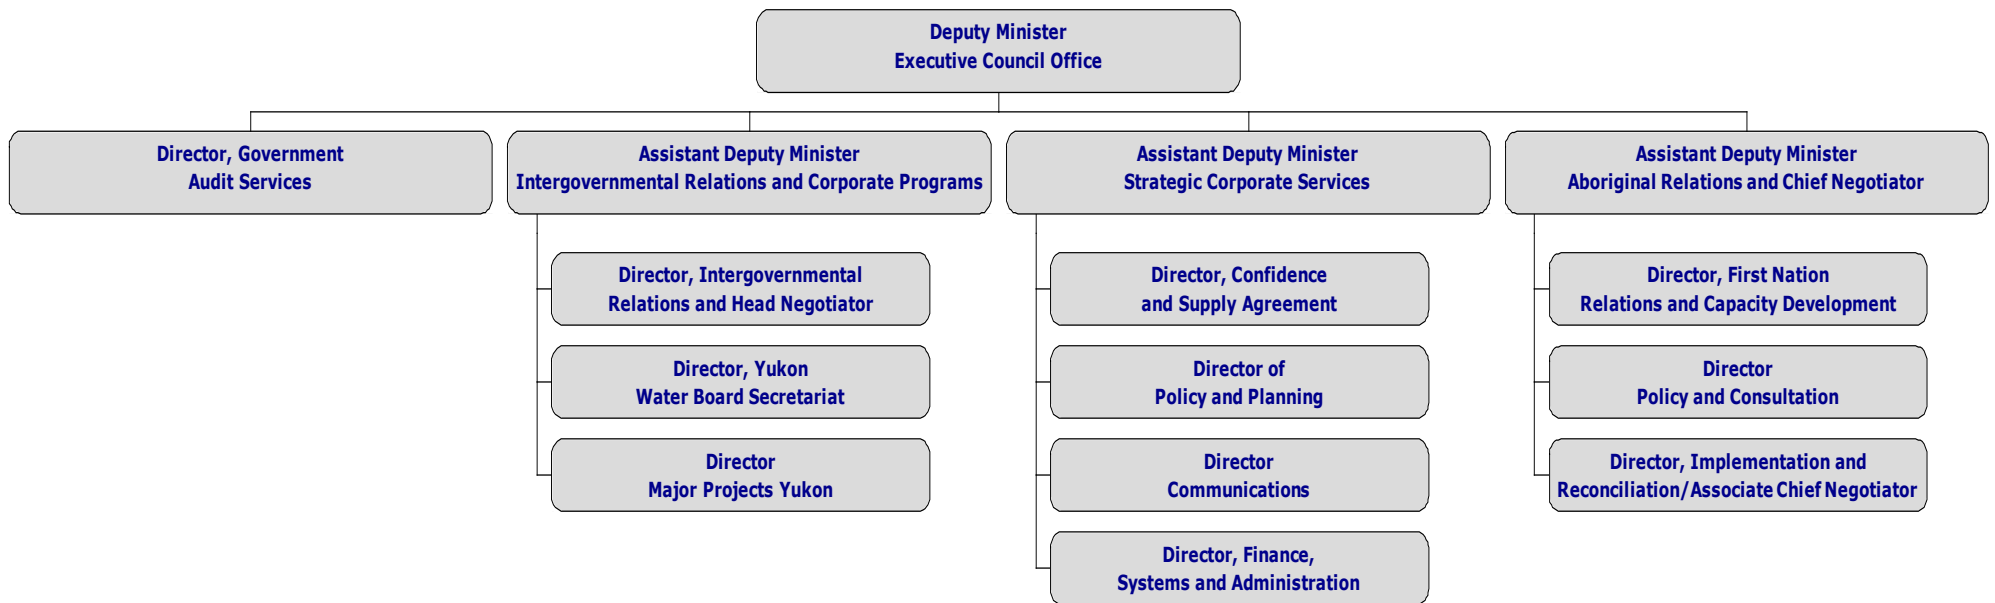 Deputy Minister
Executive Council Office
Director, Government
Audit Services
Assistant Deputy Minister
Intergovernmental Relations and Corporate Programs
Assistant Deputy Minister
Strategic Corporate Services
Assistant Deputy Minister
Aboriginal Relations and Chief Negotiator
Director, Intergovernmental
Relations and Head Negotiator
Director, Yukon
Water Board Secretariat
Director
Major Projects Yukon
Director, Confidence
and Supply Agreement
Director of
Policy and Planning
Director
Communications
Director, Finance,
Systems and Administration
Director, First Nation
Relations and Capacity Development
Director
Policy and Consultation
Director, Implementation and
Reconciliation/Associate Chief Negotiator